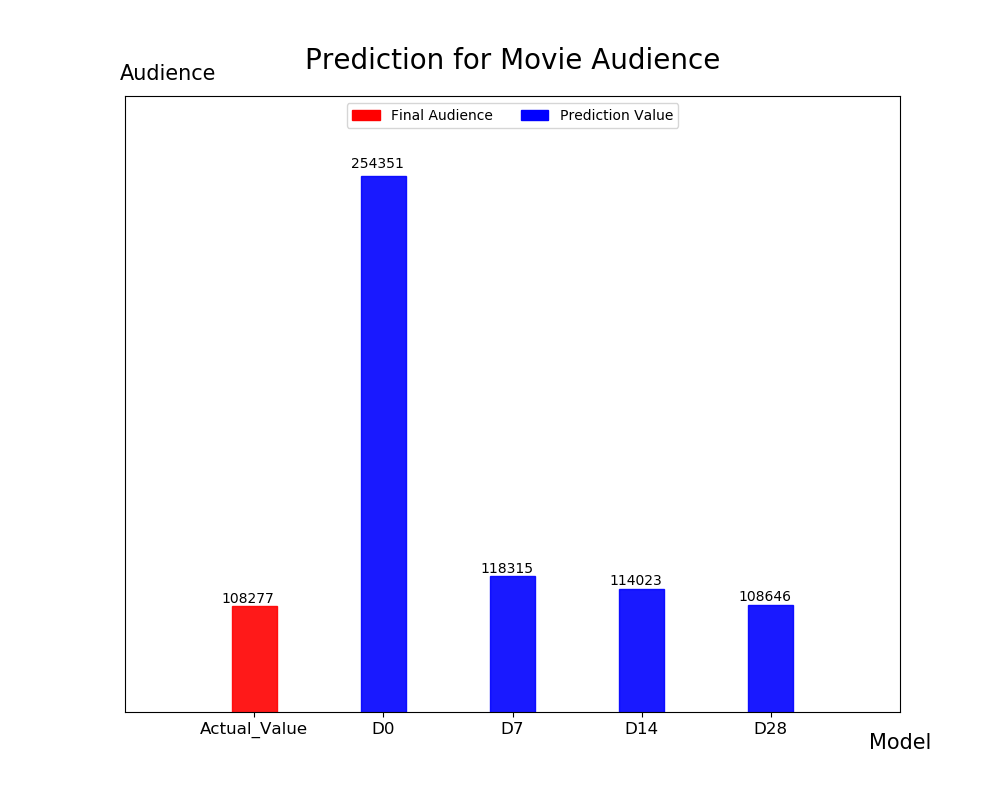 Prediction for Movie Audience
Audience
Final Audience Prediction Value
254351
118315
114023
108646
108277
Actual_Value D0 D7 D14 D28
Model